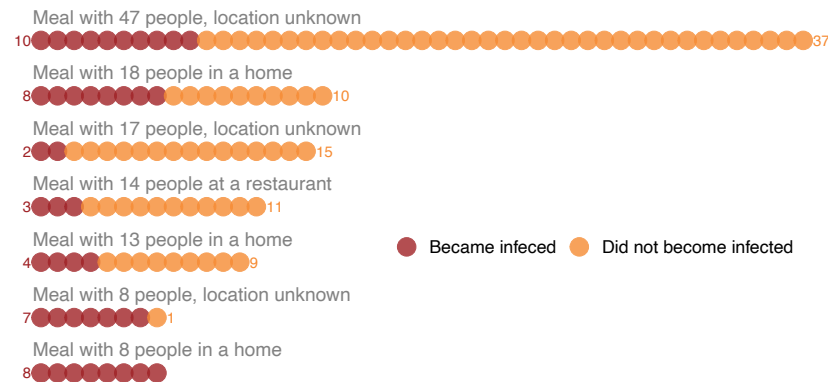 Meal with 47 people, location unknown
10 37
Meal with 18 people in a home
8 10
Meal with 17 people, location unknown
2 15
Meal with 14 people at a restaurant
3 11
Meal with 13 people in a home
4 9
Became infeced Did not become infected
Meal with 8 people, location unknown
7 1
Meal with 8 people in a home
8